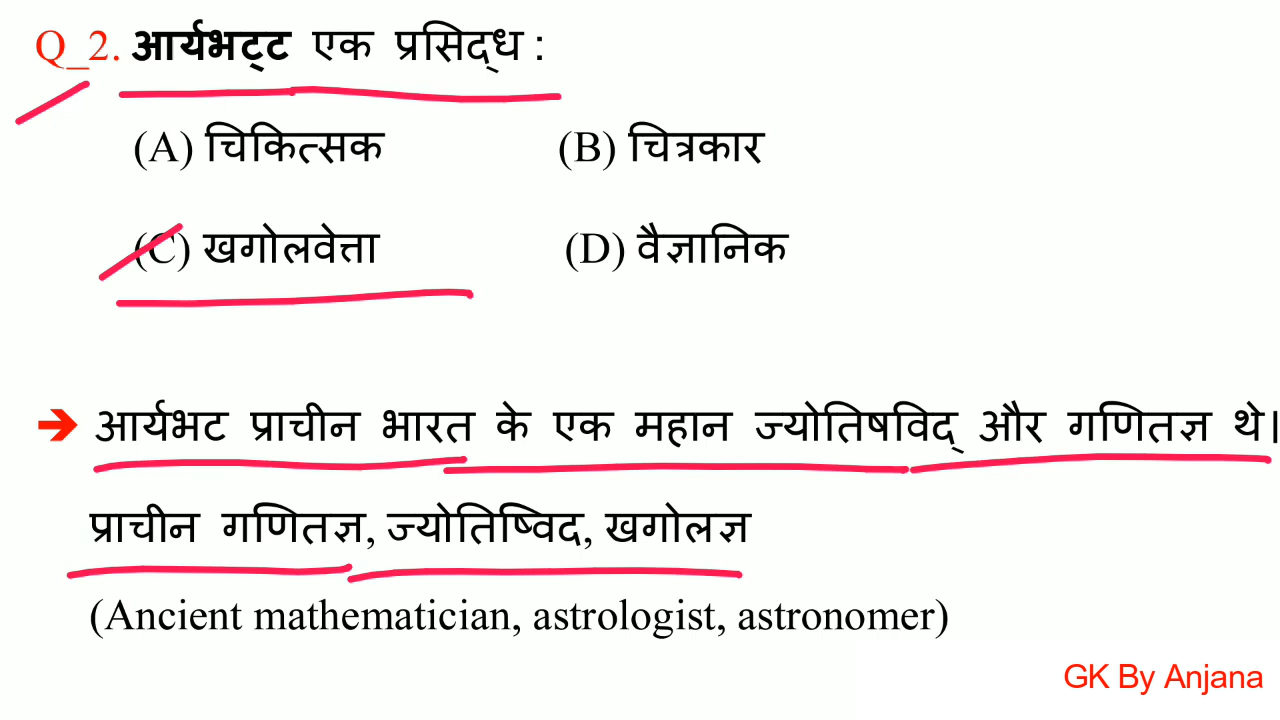 Q_2. आर्यभट्ट एक प्रसिद्ध :
(A) चिकित्सक (B) चित्रकार
(C) खगोलवेत्ता (D) वैज्ञानिक
➔ आर्यभट प्राचीन भारत के एक महान ज्योतिषविद् और गणितज्ञ थे।
प्राचीन गणितज्ञ, ज्योतिष्विद, खगोलज्ञ
(Ancient mathematician, astrologist, astronomer)
GK By Anjana